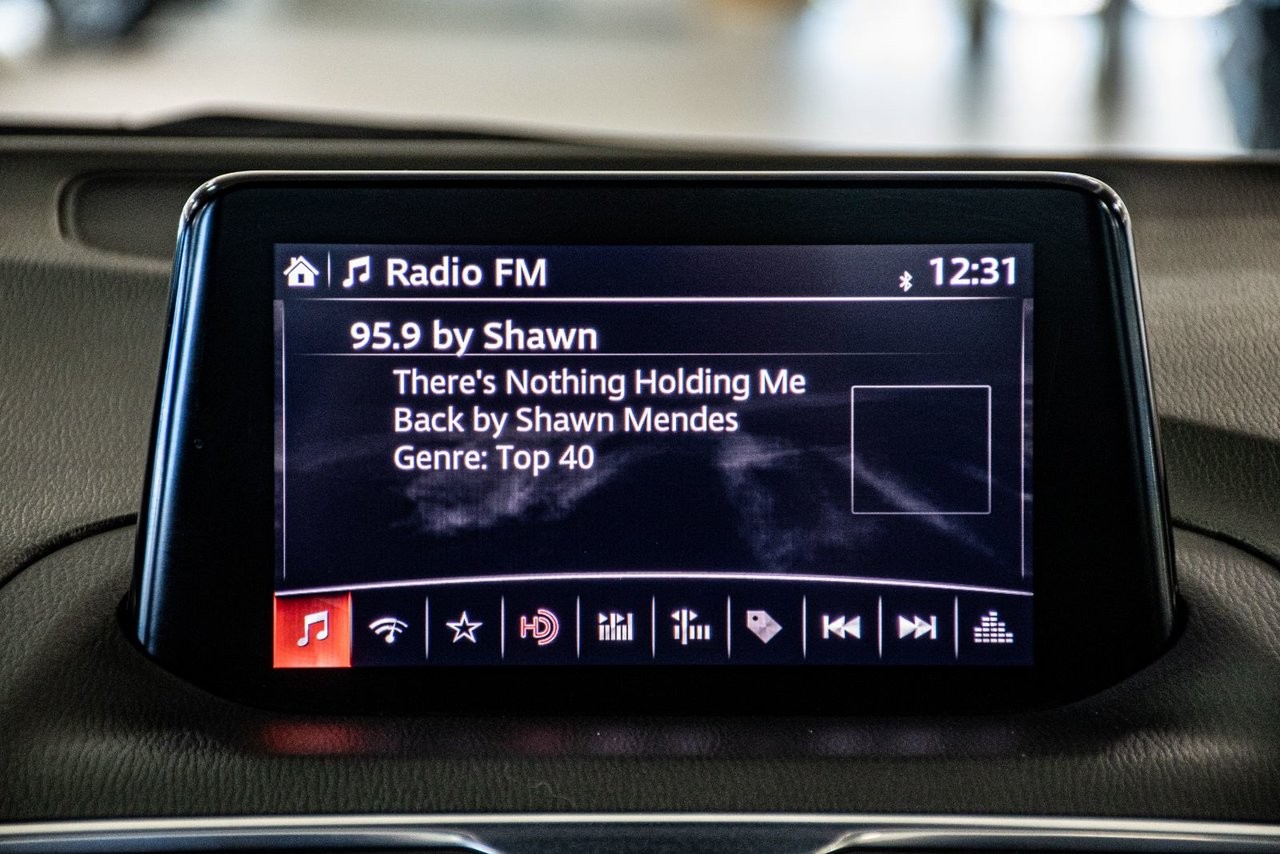 Radio FM 12:31
95.9 by Shawn
There's Nothing Holding Me
Back by Shawn Mendes
Genre: Top 40
HD